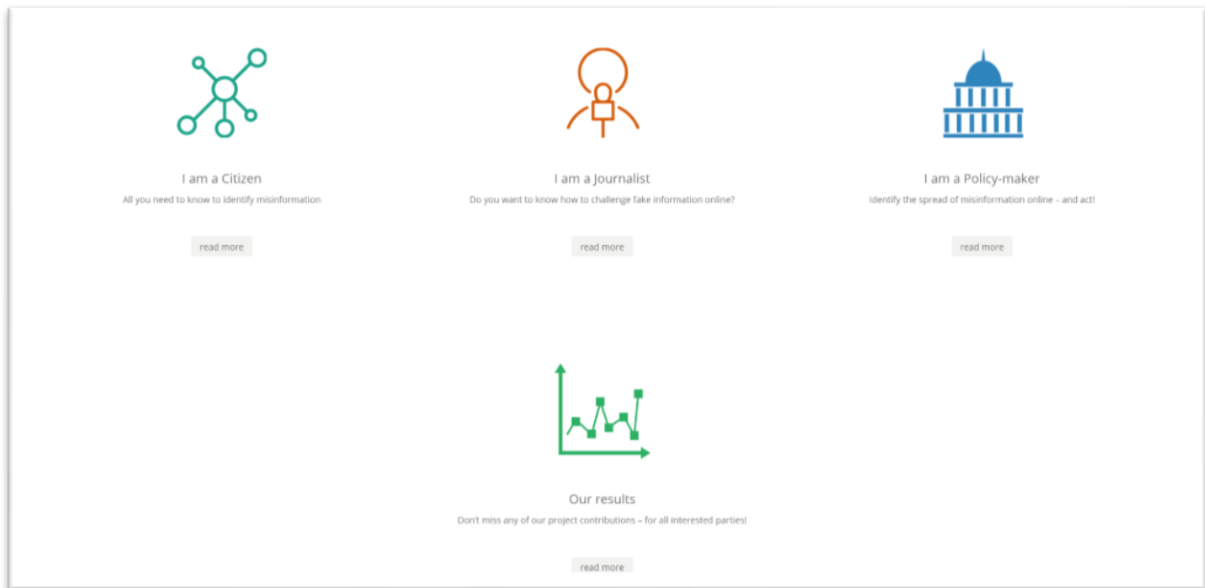 I am a Citizen
All you need to know to identify misinformation
read more
I am a Journalist
Do you want to know how to challenge fake information online?
read more
I am a Policy-maker
Identify the spread of misinformation online – and act!
read more
Our results
Don't miss any of our project contributions – for all interested parties!
read more